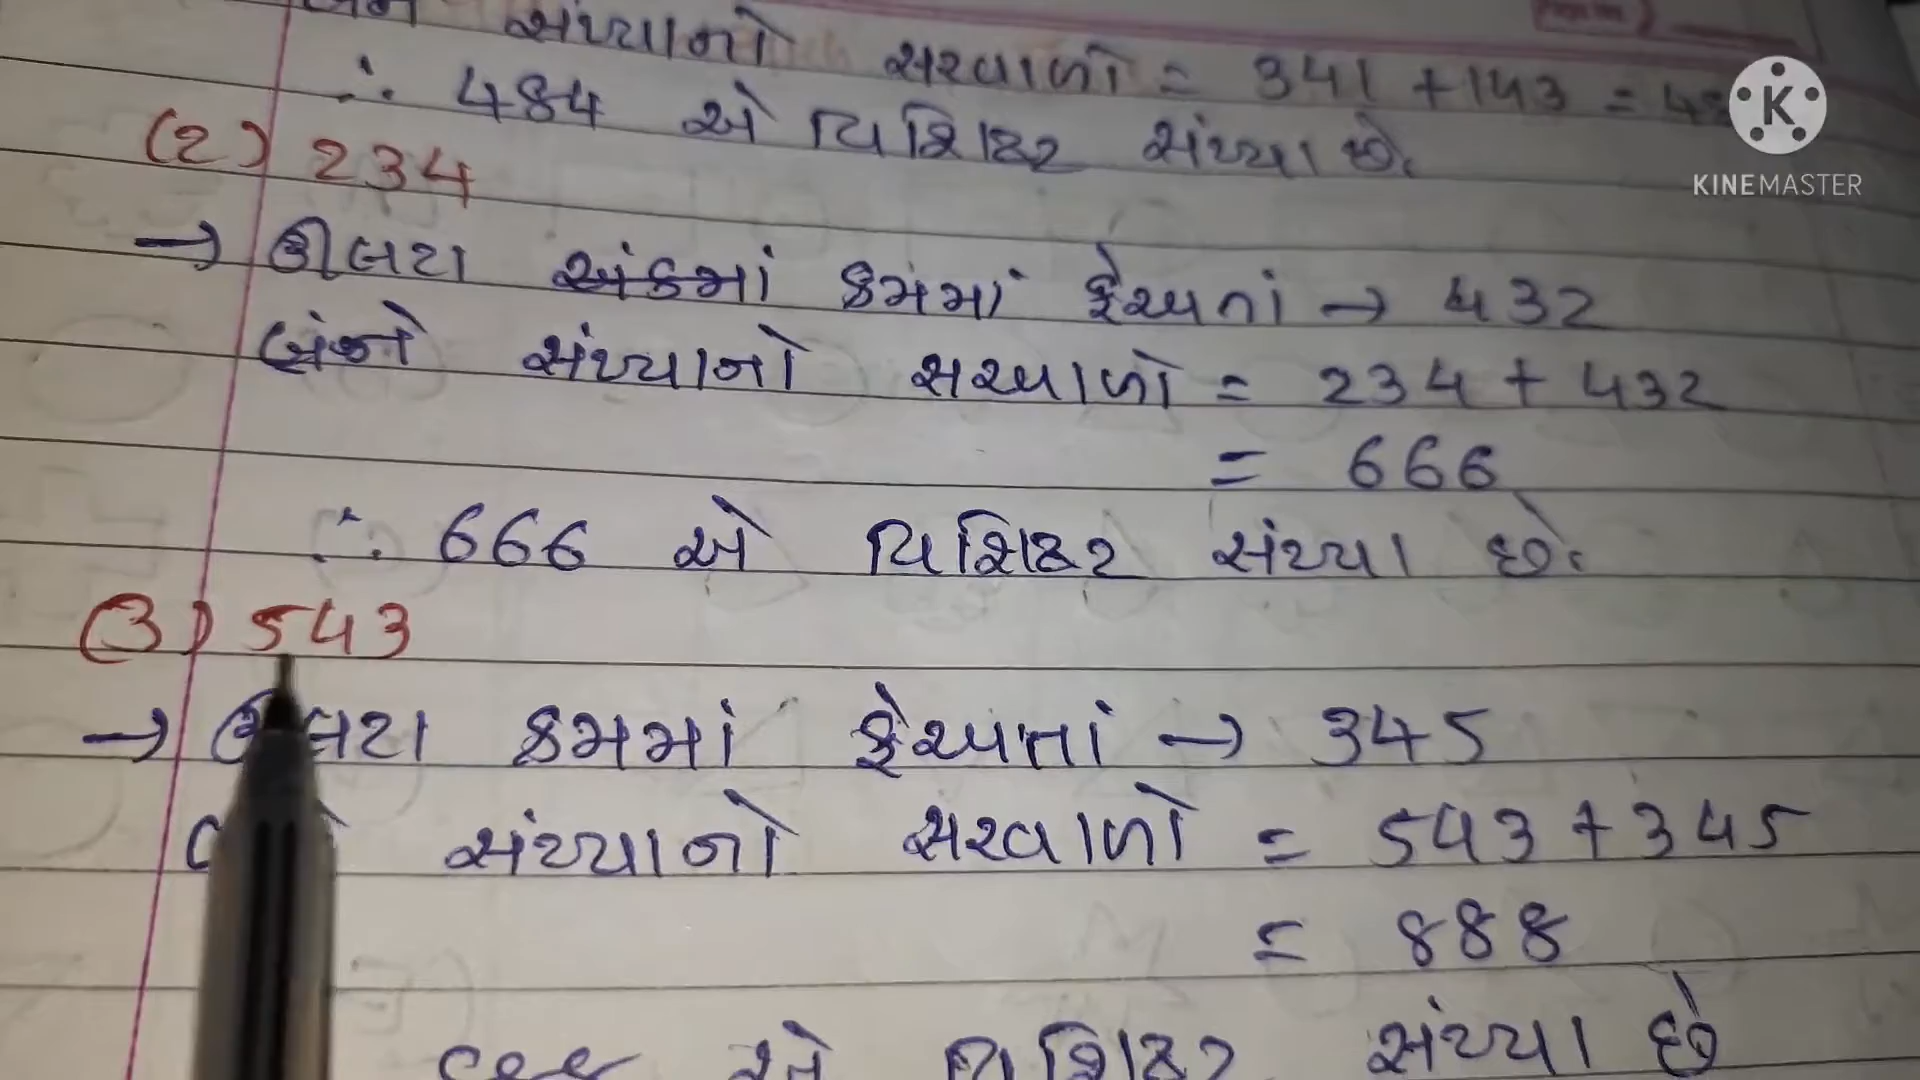 સંખ્યાનો સરવાળો = 341 + 143 =
∴ 484 એ વિશિષ્ટ સંખ્યા છે.
(2) 234
→ ઊલટા અંકમાં ક્રમમાં ફેરવતાં → 432
બંને સંખ્યાનો સરવાળો = 234 + 432
= 666
∴ 666 એ વિશિષ્ટ સંખ્યા છે.
(3) 543
→ ઊલટા ક્રમમાં ફેરવતાં → 345
સંખ્યાનો સરવાળો = 543 + 345
= 888
એ વિશિષ્ટ સંખ્યા છે
K
KINEMASTER